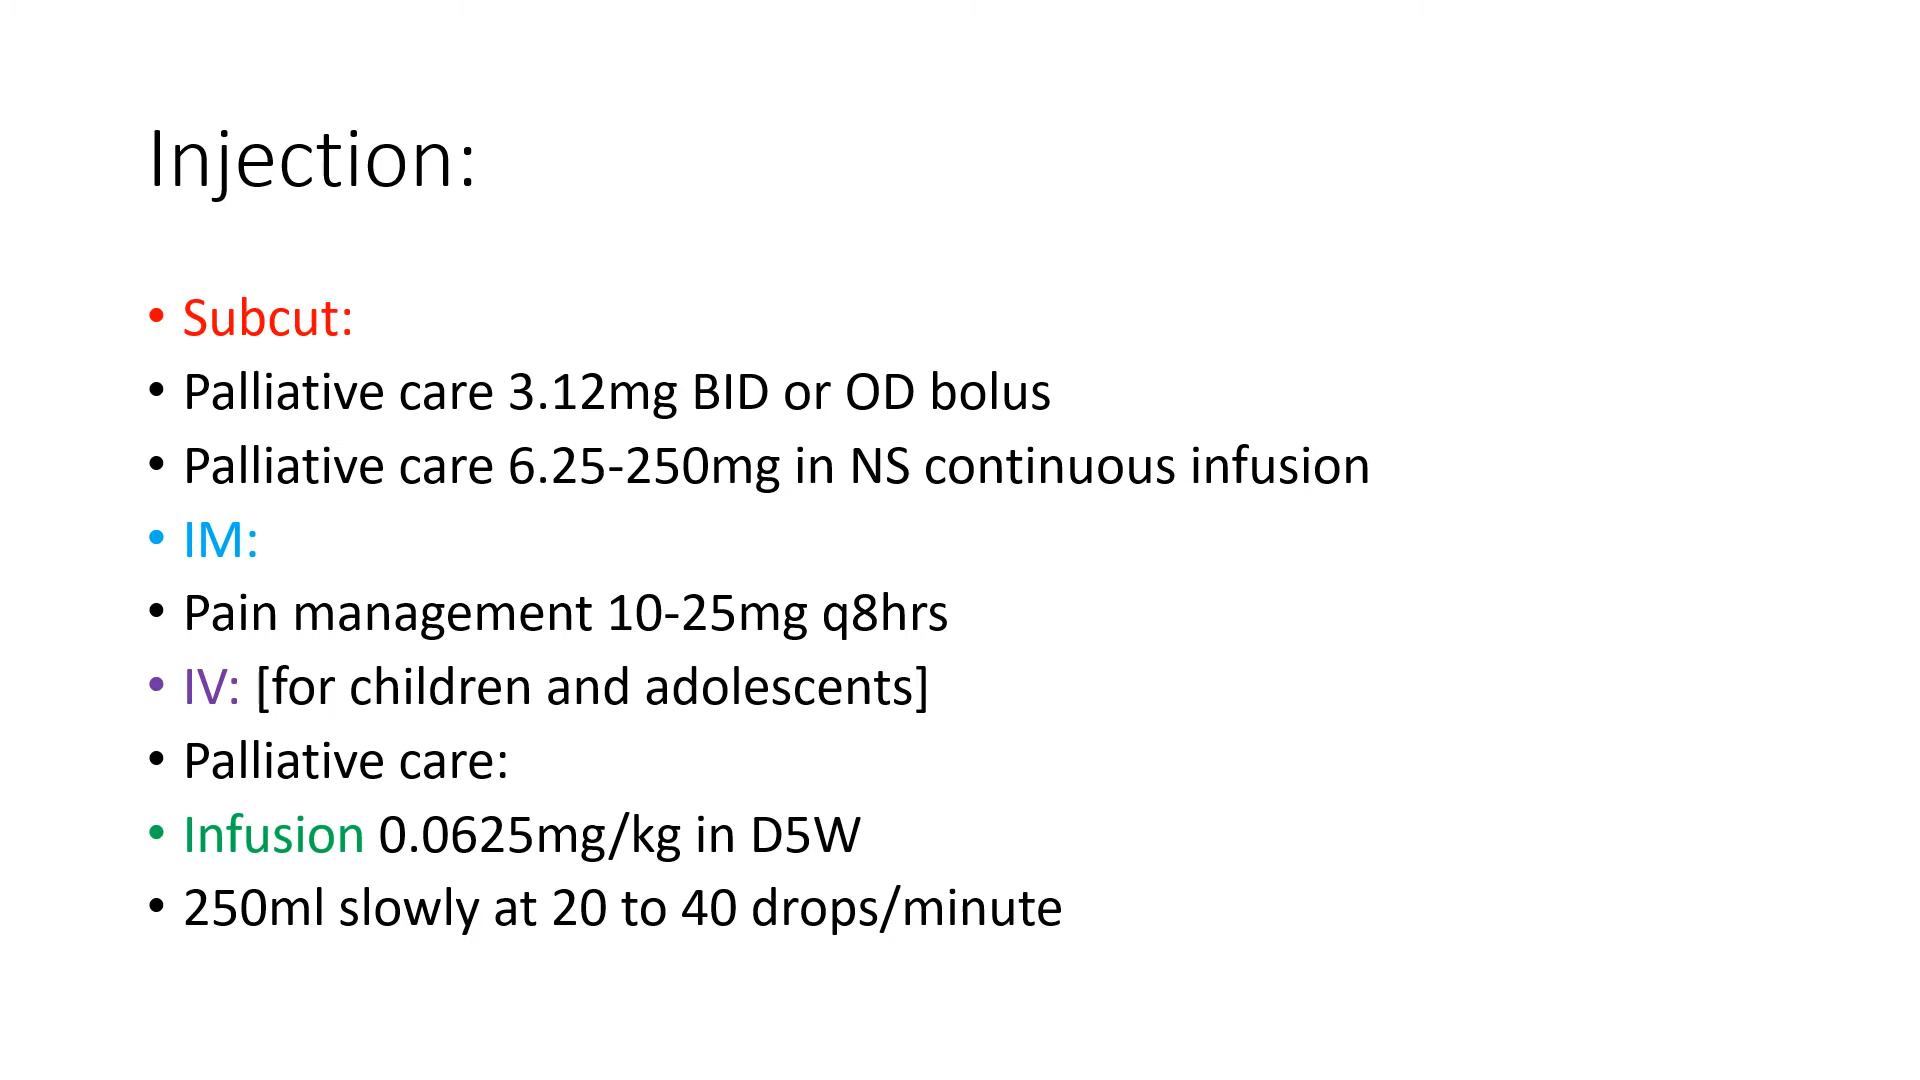 Injection:
• Subcut:
• Palliative care 3.12mg BID or OD bolus
• Palliative care 6.25-250mg in NS continuous infusion
• IM:
• Pain management 10-25mg q8hrs
• IV: [for children and adolescents]
• Palliative care:
• Infusion 0.0625mg/kg in D5W
• 250ml slowly at 20 to 40 drops/minute